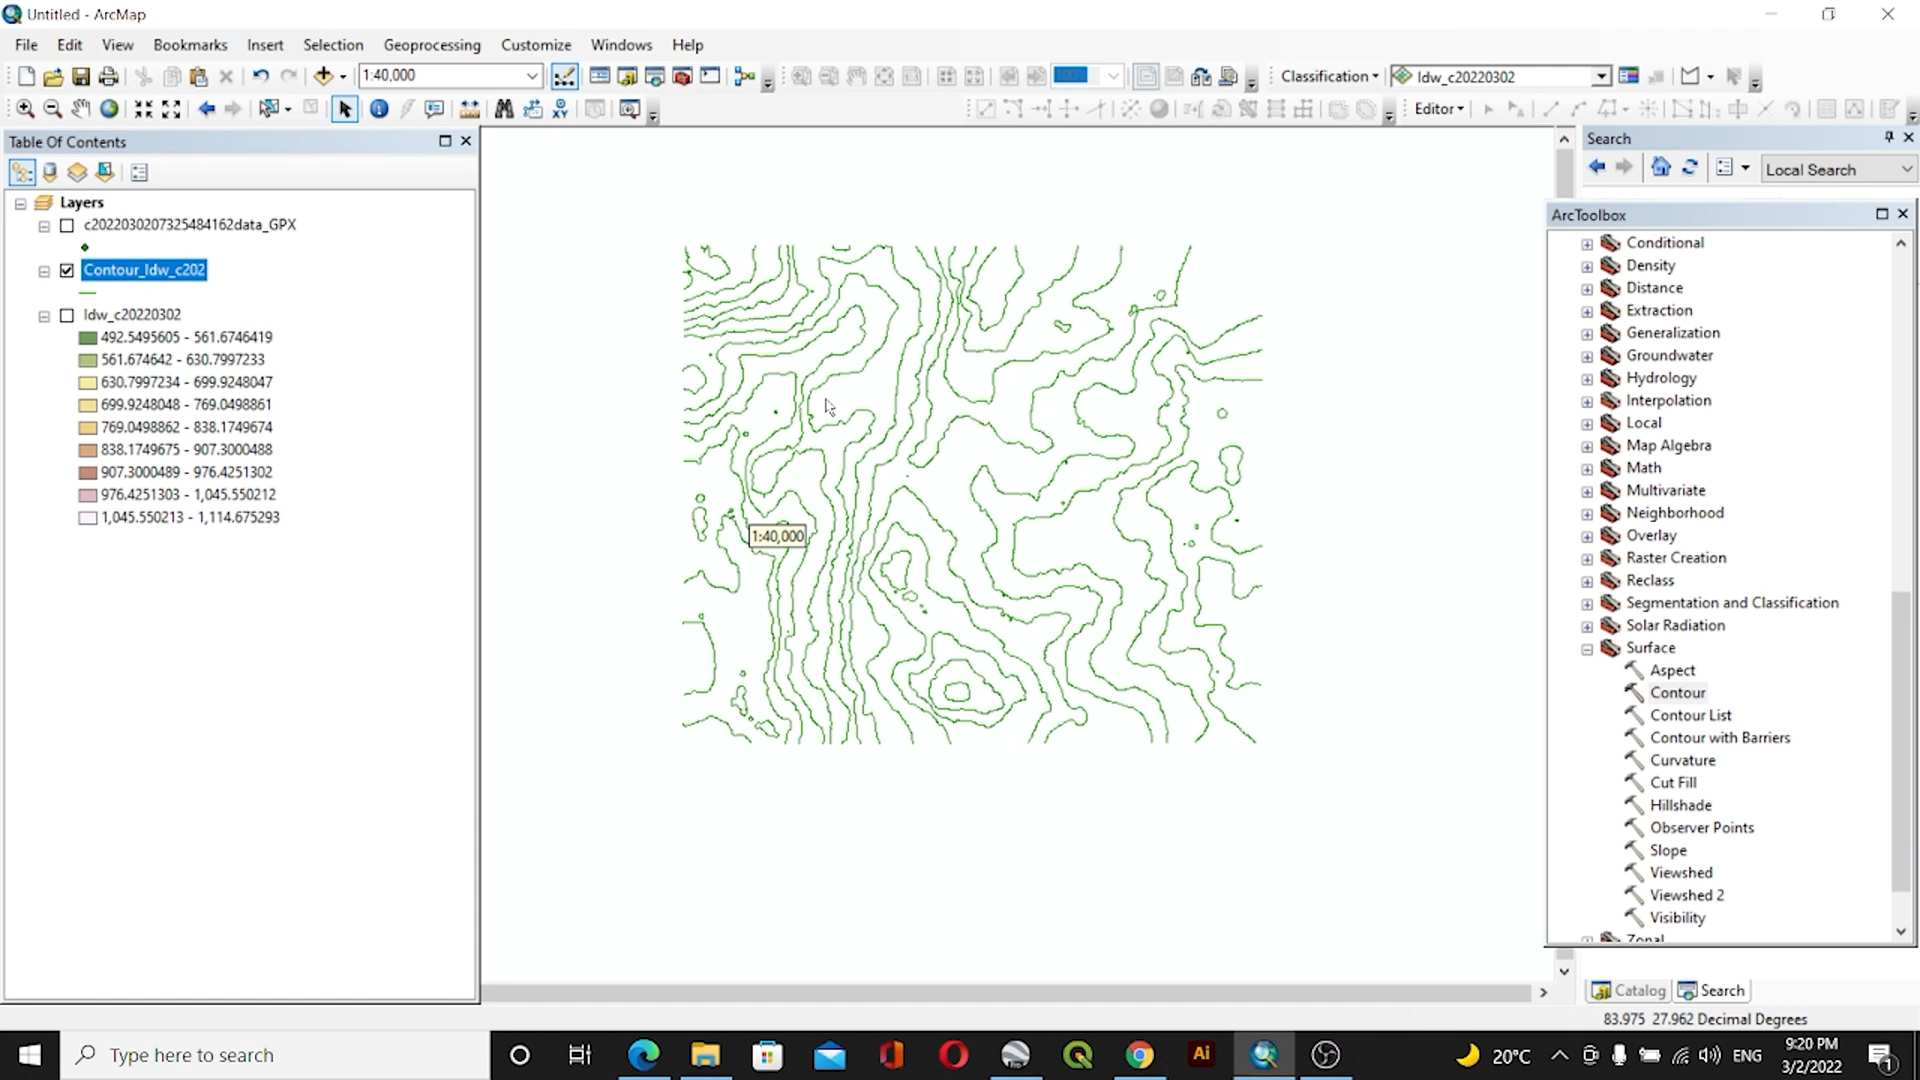 Untitled - ArcMap
File Edit View Bookmarks Insert Selection Geoprocessing Customize Windows Help
1:40,000
Classification
Idw_c20220302
Editor
Table Of Contents
Layers
c2022030207325484162data_GPX
Contour_Idw_c202
Idw_c20220302
492.5495605 - 561.6746419
561.674642 - 630.7997233
630.7997234 - 699.9248047
699.9248048 - 769.0498861
769.0498862 - 838.1749674
838.1749675 - 907.3000488
907.3000489 - 976.4251302
976.4251303 - 1,045.550212
1,045.550213 - 1,114.675293
1:40,000
Search
Local Search
ArcToolbox
Conditional
Density
Distance
Extraction
Generalization
Groundwater
Hydrology
Interpolation
Local
Map Algebra
Math
Multivariate
Neighborhood
Overlay
Raster Creation
Reclass
Segmentation and Classification
Solar Radiation
Surface
Aspect
Contour
Contour List
Contour with Barriers
Curvature
Cut Fill
Hillshade
Observer Points
Slope
Viewshed
Viewshed 2
Visibility
Zonal
Catalog Search
83.975 27.962 Decimal Degrees
Type here to search
Ai
20°C
ENG
9:20 PM
3/2/2022
1